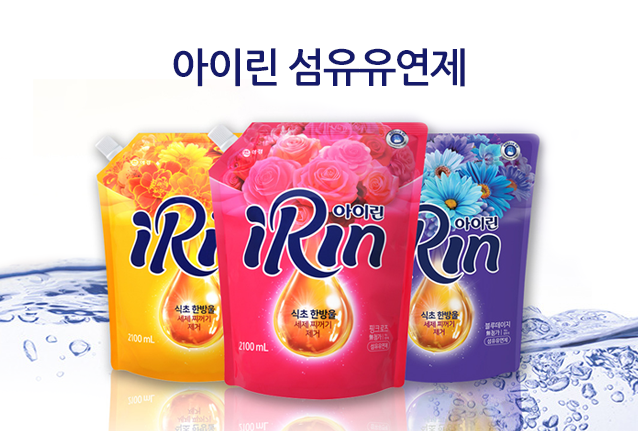 아이린 섬유유연제
iRin
식초 한방울
세제 찌꺼기
제거
2100 mL
아이린
iRin
식초 한방울
세제 찌꺼기
제거
핑크로즈
2100 mL
섬유유연제
아이린
iRin
식초 한방울
세제 찌꺼기
제거
블루데이지
섬유유연제